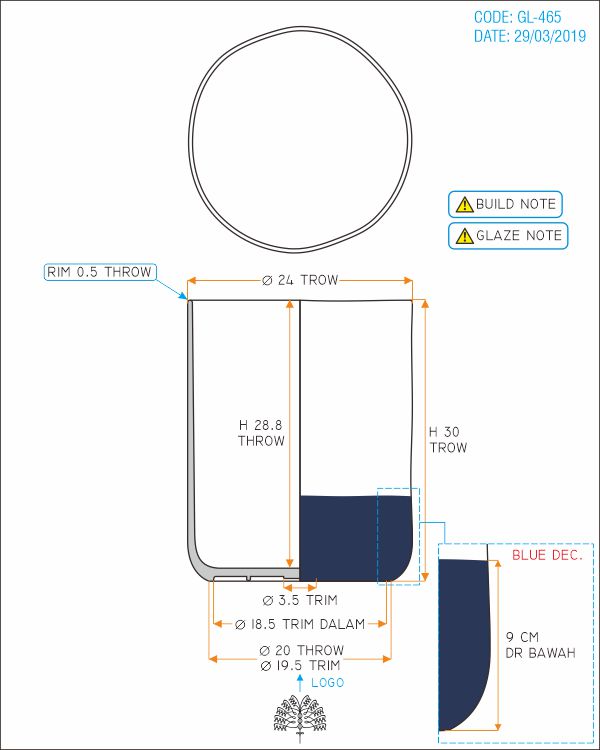 CODE: GL-465
DATE: 29/03/2019
BUILD NOTE
GLAZE NOTE
RIM 0.5 THROW
Ø 24 TROW
H 28.8
THROW
H 30
TROW
BLUE DEC.
Ø 3.5 TRIM
Ø 18.5 TRIM DALAM
9 CM
DR BAWAH
Ø 20 THROW
Ø 19.5 TRIM
LOGO